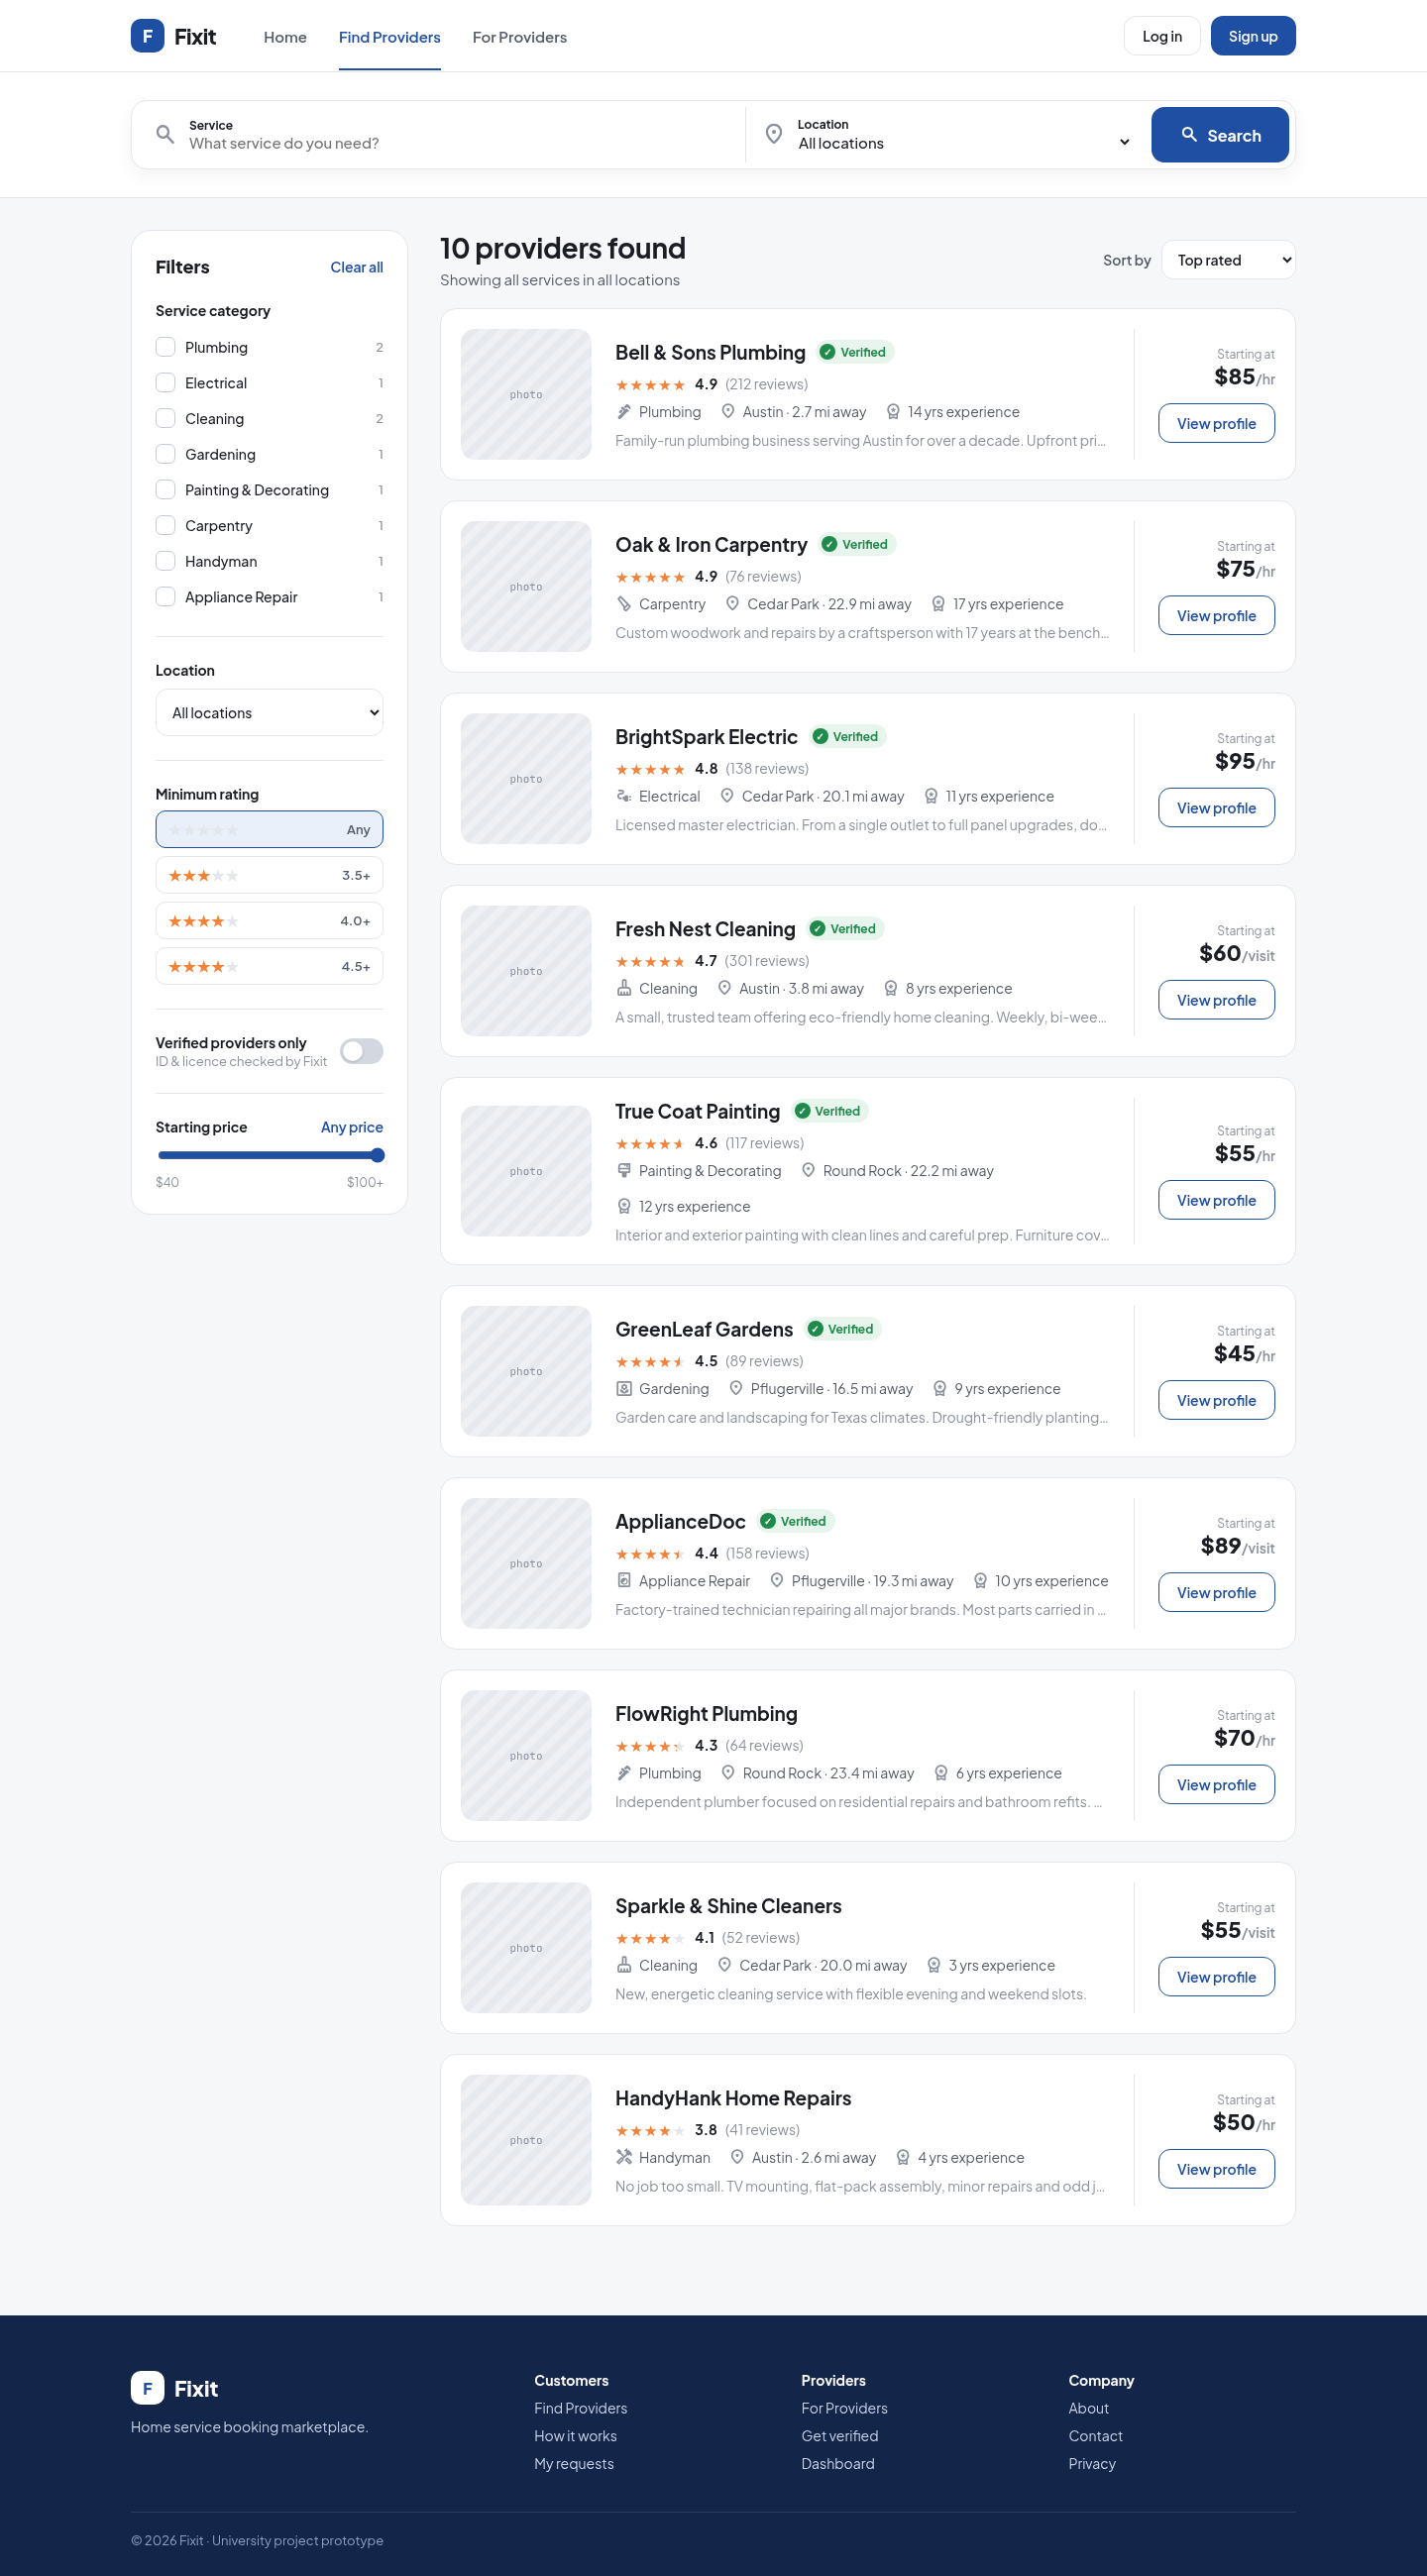 F Fixit Home Find Providers For Providers Log in Sign up
Service
What service do you need?
Location
All locations
Search
Filters Clear all
Service category
Plumbing 2
Electrical 1
Cleaning 2
Gardening 1
Painting & Decorating 1
Carpentry 1
Handyman 1
Appliance Repair 1
Location
All locations
Minimum rating
Any
3.5+
4.0+
4.5+
Verified providers only
ID & licence checked by Fixit
Starting price Any price
$40 $100+
10 providers found
Showing all services in all locations
Sort by Top rated
photo
Bell & Sons Plumbing Verified
4.9 (212 reviews)
Plumbing Austin · 2.7 mi away 14 yrs experience
Family-run plumbing business serving Austin for over a decade. Upfront pri...
Starting at
$85/hr
View profile
photo
Oak & Iron Carpentry Verified
4.9 (76 reviews)
Carpentry Cedar Park · 22.9 mi away 17 yrs experience
Custom woodwork and repairs by a craftsperson with 17 years at the bench...
Starting at
$75/hr
View profile
photo
BrightSpark Electric Verified
4.8 (138 reviews)
Electrical Cedar Park · 20.1 mi away 11 yrs experience
Licensed master electrician. From a single outlet to full panel upgrades, do...
Starting at
$95/hr
View profile
photo
Fresh Nest Cleaning Verified
4.7 (301 reviews)
Cleaning Austin · 3.8 mi away 8 yrs experience
A small, trusted team offering eco-friendly home cleaning. Weekly, bi-wee...
Starting at
$60/visit
View profile
photo
True Coat Painting Verified
4.6 (117 reviews)
Painting & Decorating Round Rock · 22.2 mi away
12 yrs experience
Interior and exterior painting with clean lines and careful prep. Furniture cov...
Starting at
$55/hr
View profile
photo
GreenLeaf Gardens Verified
4.5 (89 reviews)
Gardening Pflugerville · 16.5 mi away 9 yrs experience
Garden care and landscaping for Texas climates. Drought-friendly planting...
Starting at
$45/hr
View profile
photo
ApplianceDoc Verified
4.4 (158 reviews)
Appliance Repair Pflugerville · 19.3 mi away 10 yrs experience
Factory-trained technician repairing all major brands. Most parts carried in ...
Starting at
$89/visit
View profile
photo
FlowRight Plumbing
4.3 (64 reviews)
Plumbing Round Rock · 23.4 mi away 6 yrs experience
Independent plumber focused on residential repairs and bathroom refits. ...
Starting at
$70/hr
View profile
photo
Sparkle & Shine Cleaners
4.1 (52 reviews)
Cleaning Cedar Park · 20.0 mi away 3 yrs experience
New, energetic cleaning service with flexible evening and weekend slots.
Starting at
$55/visit
View profile
photo
HandyHank Home Repairs
3.8 (41 reviews)
Handyman Austin · 2.6 mi away 4 yrs experience
No job too small. TV mounting, flat-pack assembly, minor repairs and odd j...
Starting at
$50/hr
View profile
F Fixit
Home service booking marketplace.
Customers
Find Providers
How it works
My requests
Providers
For Providers
Get verified
Dashboard
Company
About
Contact
Privacy
© 2026 Fixit · University project prototype